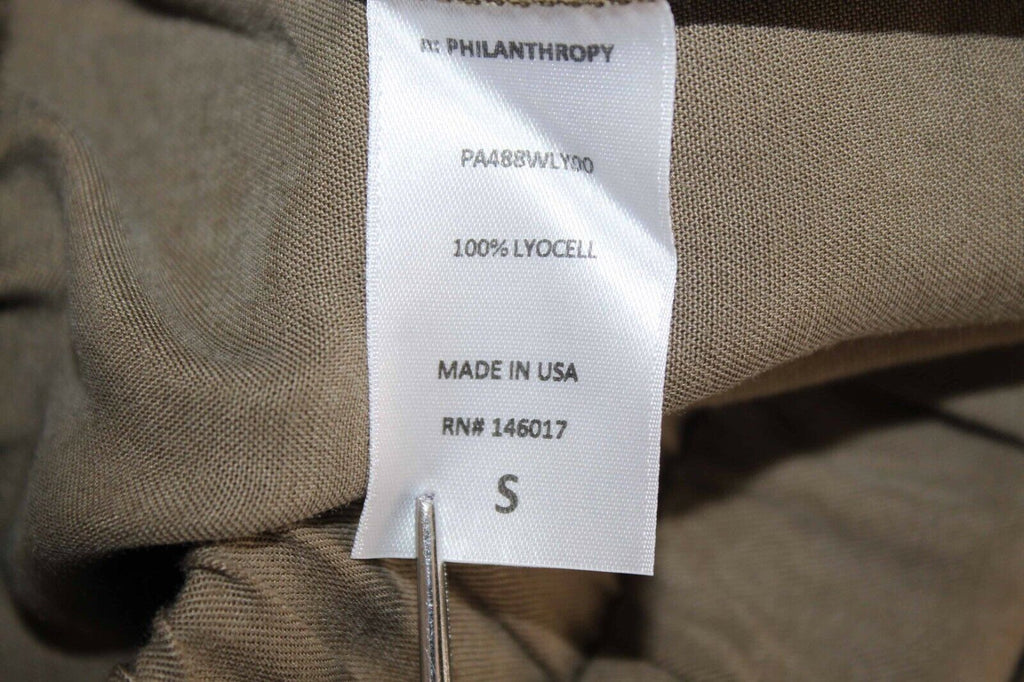 n: PHILANTHROPY
PA488WLY00
100% LYOCELL
MADE IN USA
RN# 146017
S